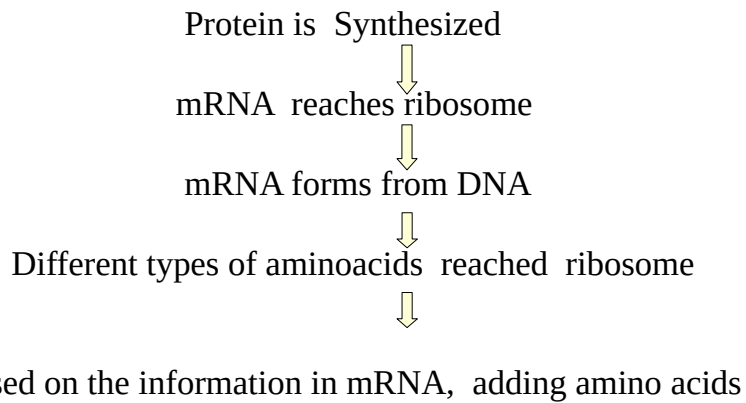 Protein is Synthesized
mRNA reaches ribosome
mRNA forms from DNA
Different types of aminoacids reached ribosome
on the information in mRNA, adding amino acids